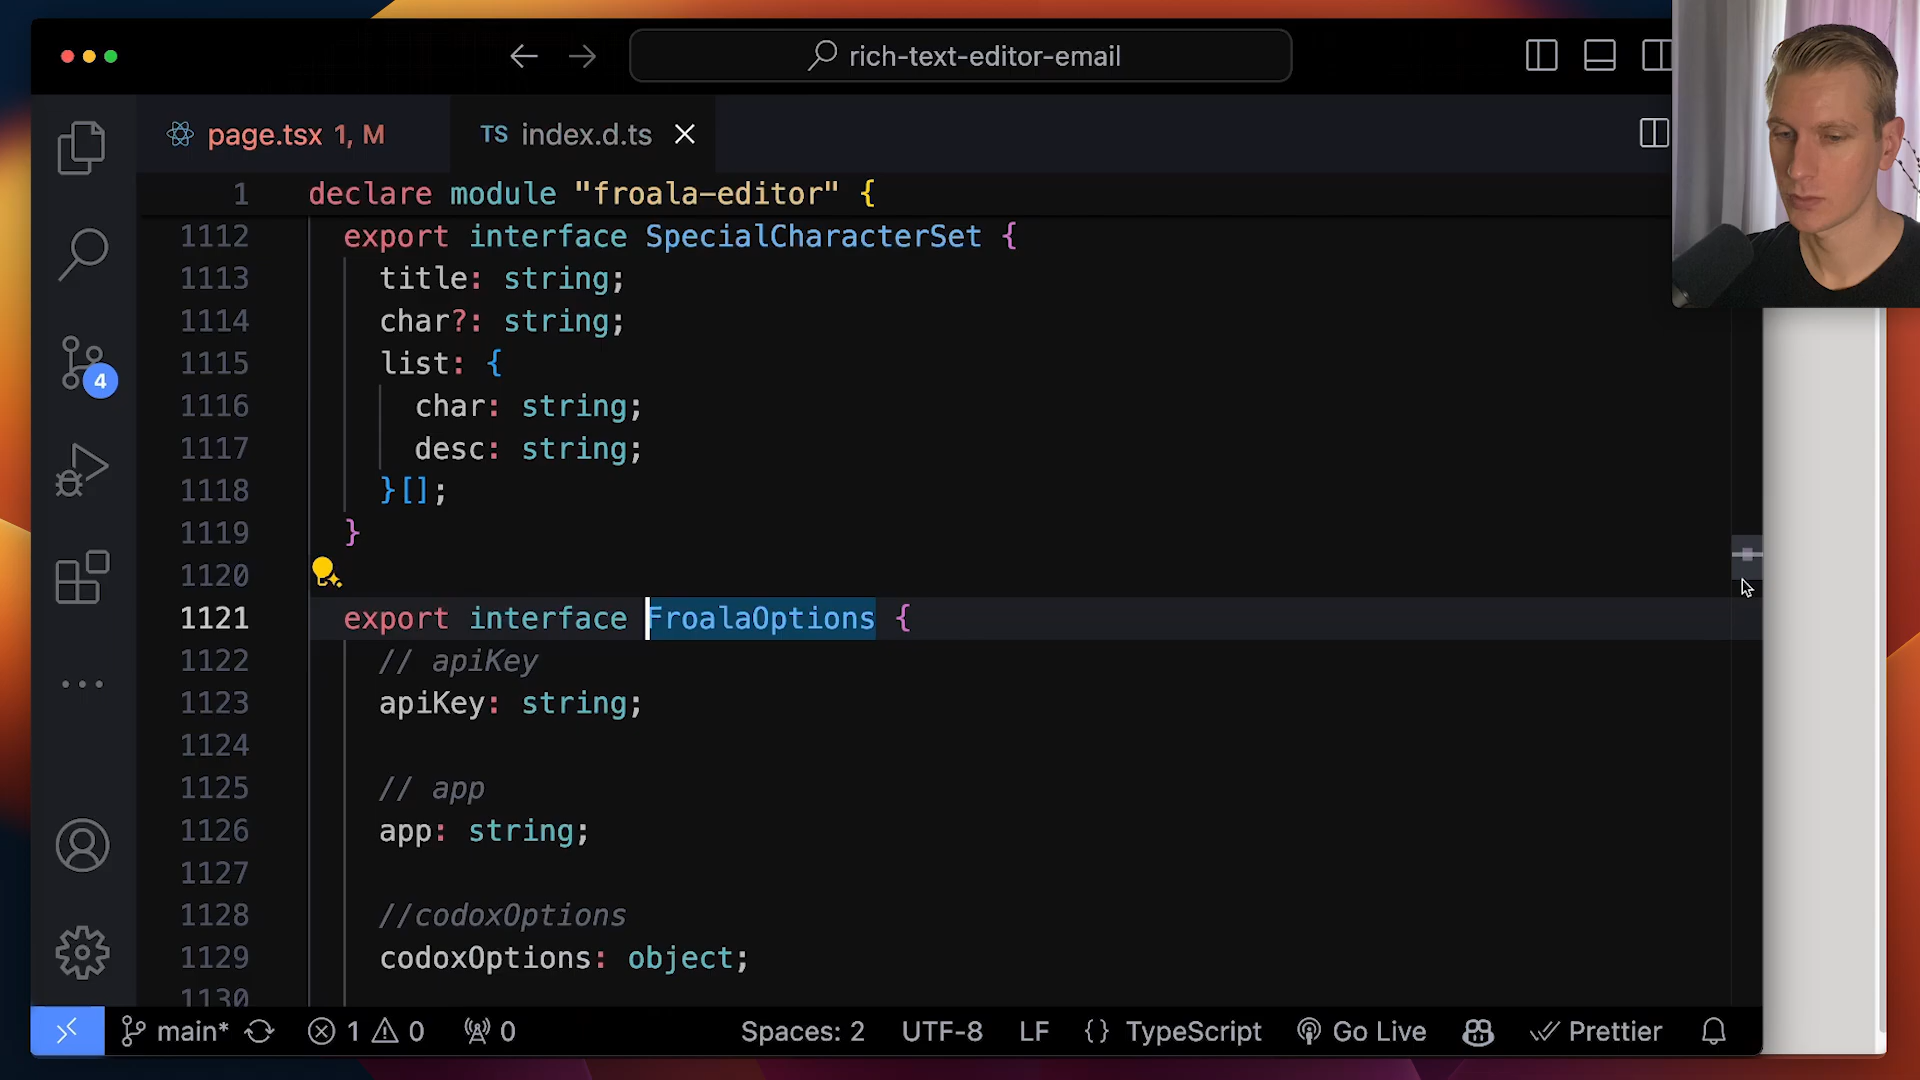 rich-text-editor-email
page.tsx 1, M
TS index.d.ts
1 declare module "froala-editor" {
1112 export interface SpecialCharacterSet {
1113 title: string;
1114 char?: string;
1115 list: {
1116 char: string;
1117 desc: string;
1118 }[];
1119 }
1120
1121 export interface FroalaOptions {
1122 // apiKey
1123 apiKey: string;
1124
1125 // app
1126 app: string;
1127
1128 //codoxOptions
1129 codoxOptions: object;
1130
4
main* 1 0 0 Spaces: 2 UTF-8 LF {} TypeScript Go Live Prettier